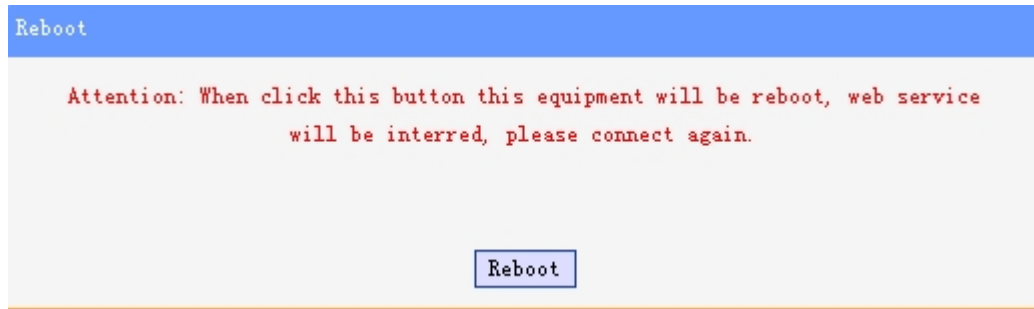 Reboot
Attention: When click this button this equipment will be reboot, web service
will be interred, please connect again.
Reboot